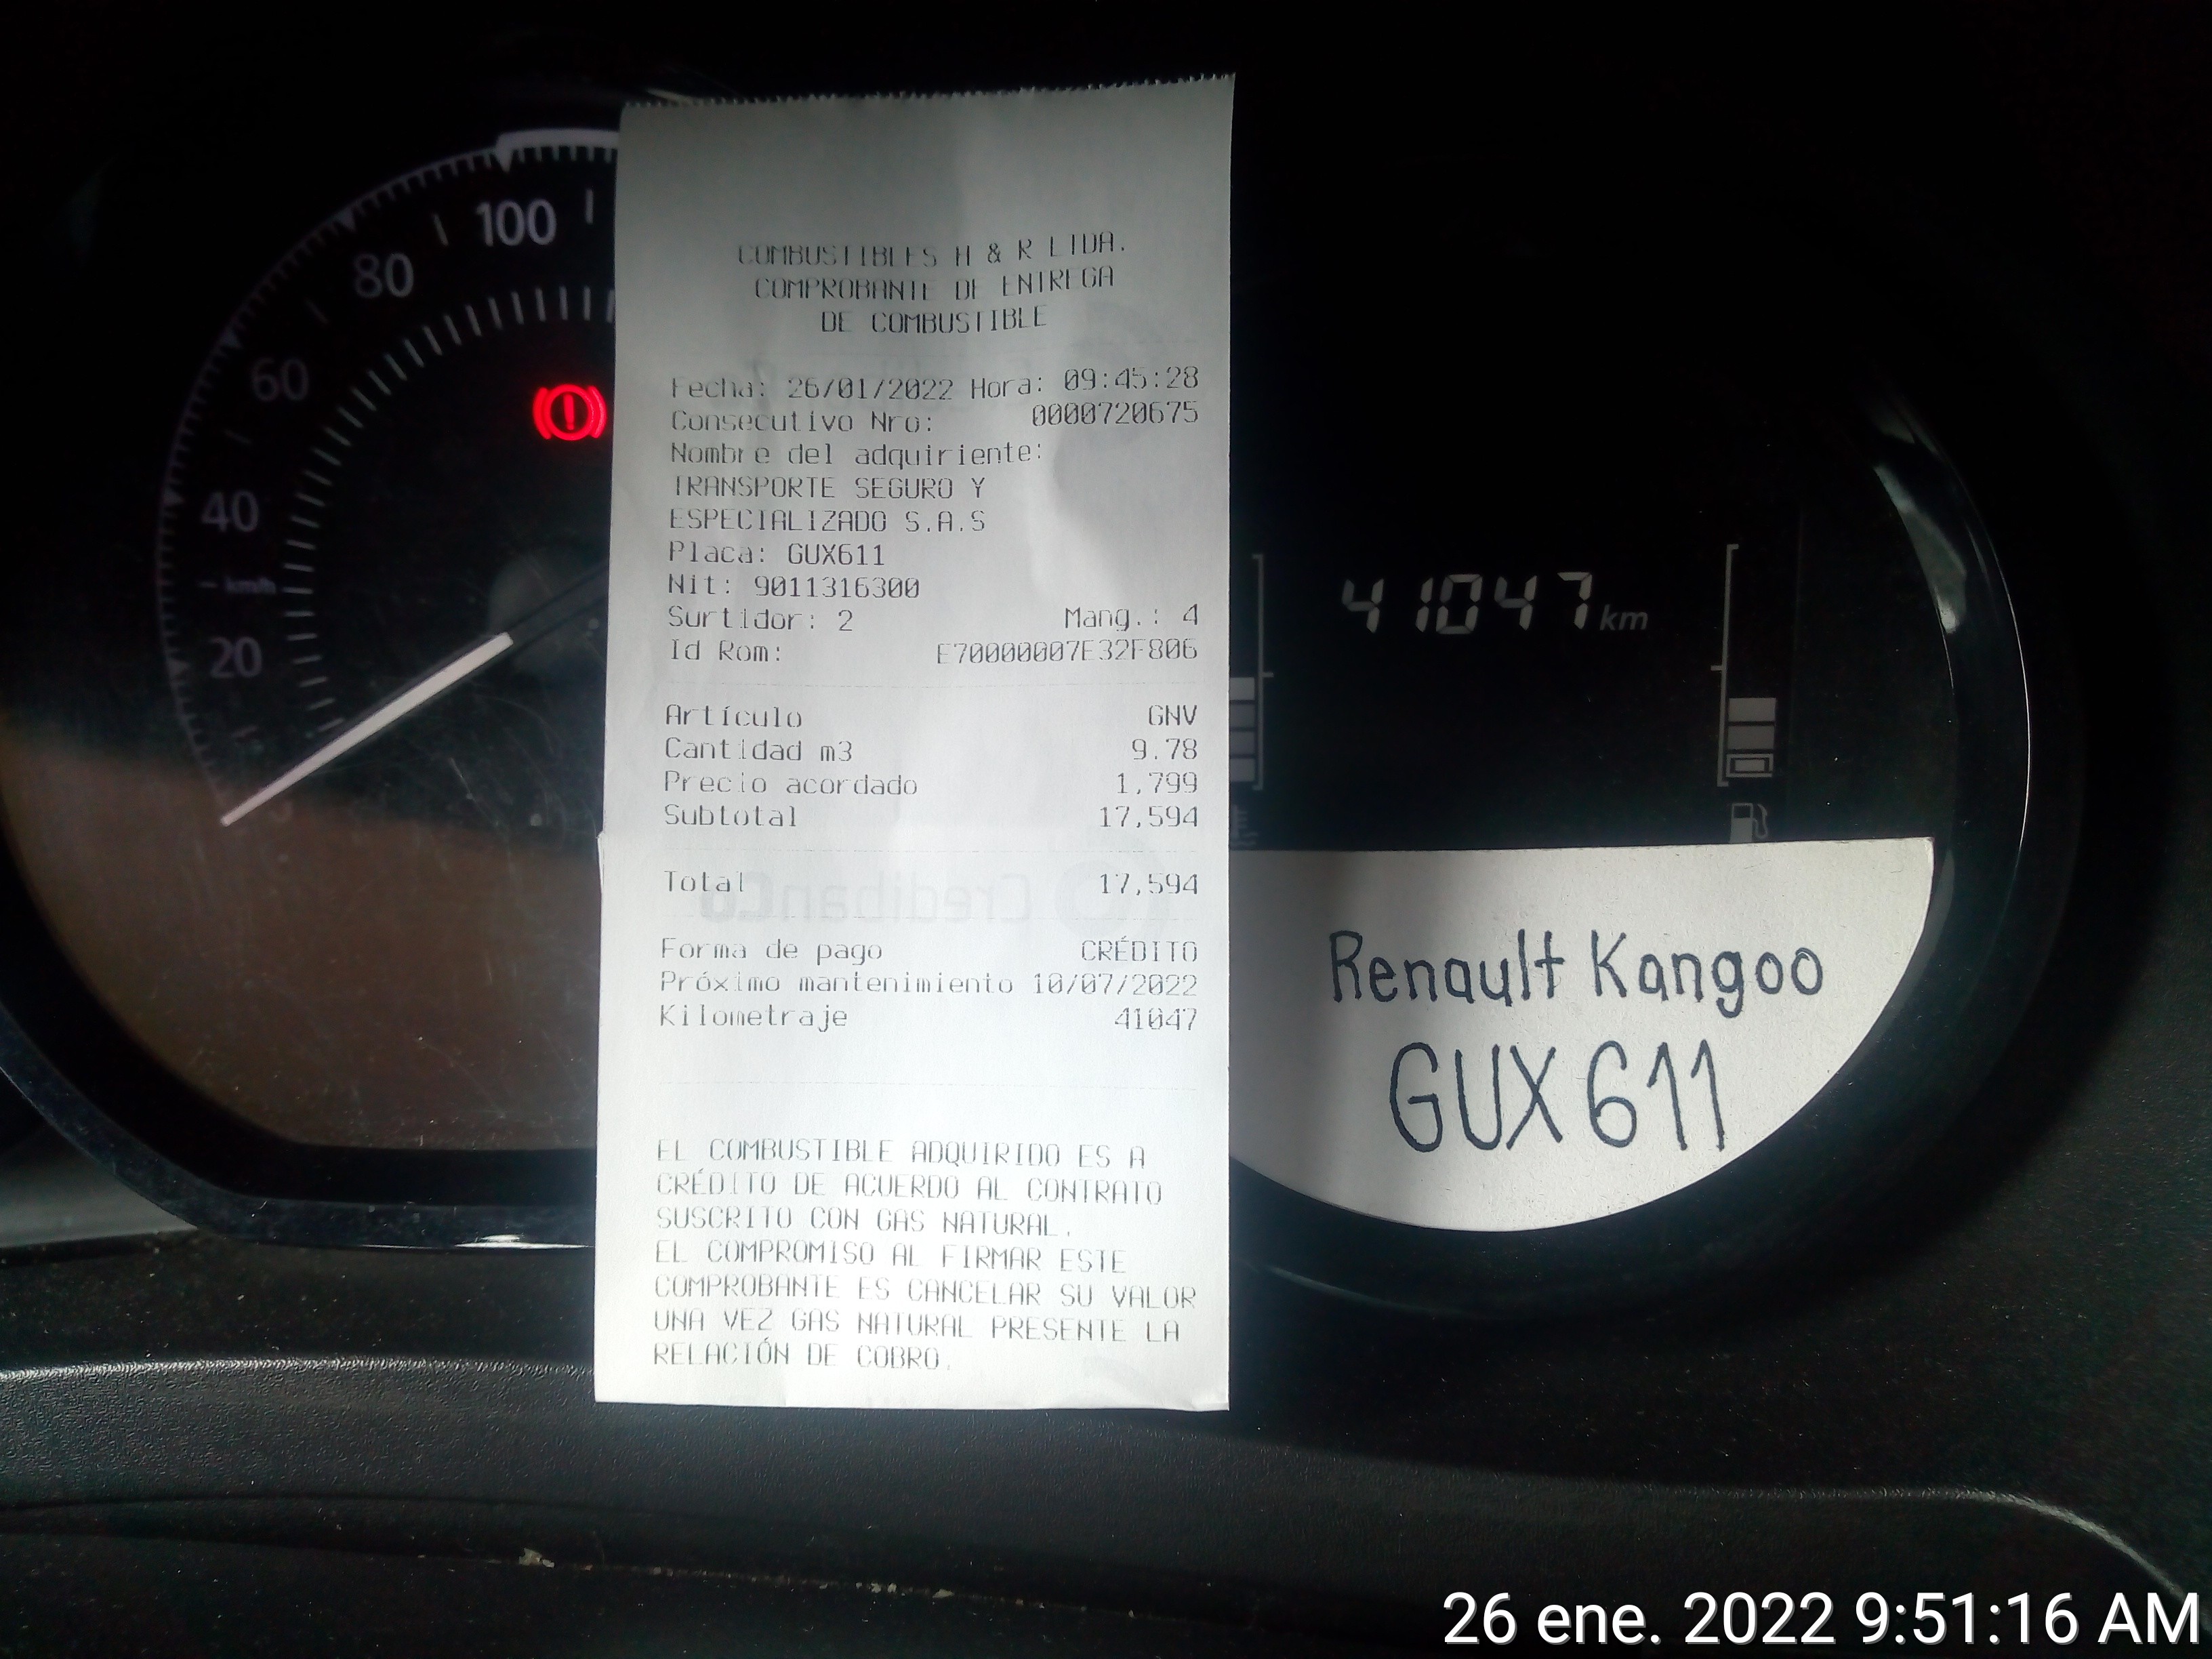 100
80
60
40
km/h
20
COMBUSTIBLES H & R LTDA.
COMPROBANTE DE ENTREGA
DE COMBUSTIBLE
Fecha: 26/01/2022 Hora: 09:45:28
Consecutivo Nro: 0000720675
Nombre del adquiriente:
TRANSPORTE SEGURO Y
ESPECIALIZADO S.A.S
Placa: GUX611
Nit: 9011316300
Surtidor: 2 Mang.: 4
Id Rom: E70000007E32F806
Artículo GNV
Cantidad m3 9.78
Precio acordado 1,799
Subtotal 17,594
Total 17,594
CredibanCo
Forma de pago CRÉDITO
Próximo mantenimiento 10/07/2022
Kilometraje 41047
EL COMBUSTIBLE ADQUIRIDO ES A
CRÉDITO DE ACUERDO AL CONTRATO
SUSCRITO CON GAS NATURAL.
EL COMPROMISO AL FIRMAR ESTE
COMPROBANTE ES CANCELAR SU VALOR
UNA VEZ GAS NATURAL PRESENTE LA
RELACIÓN DE COBRO.
41047 km
Renault Kangoo
GUX611
26 ene. 2022 9:51:16 AM